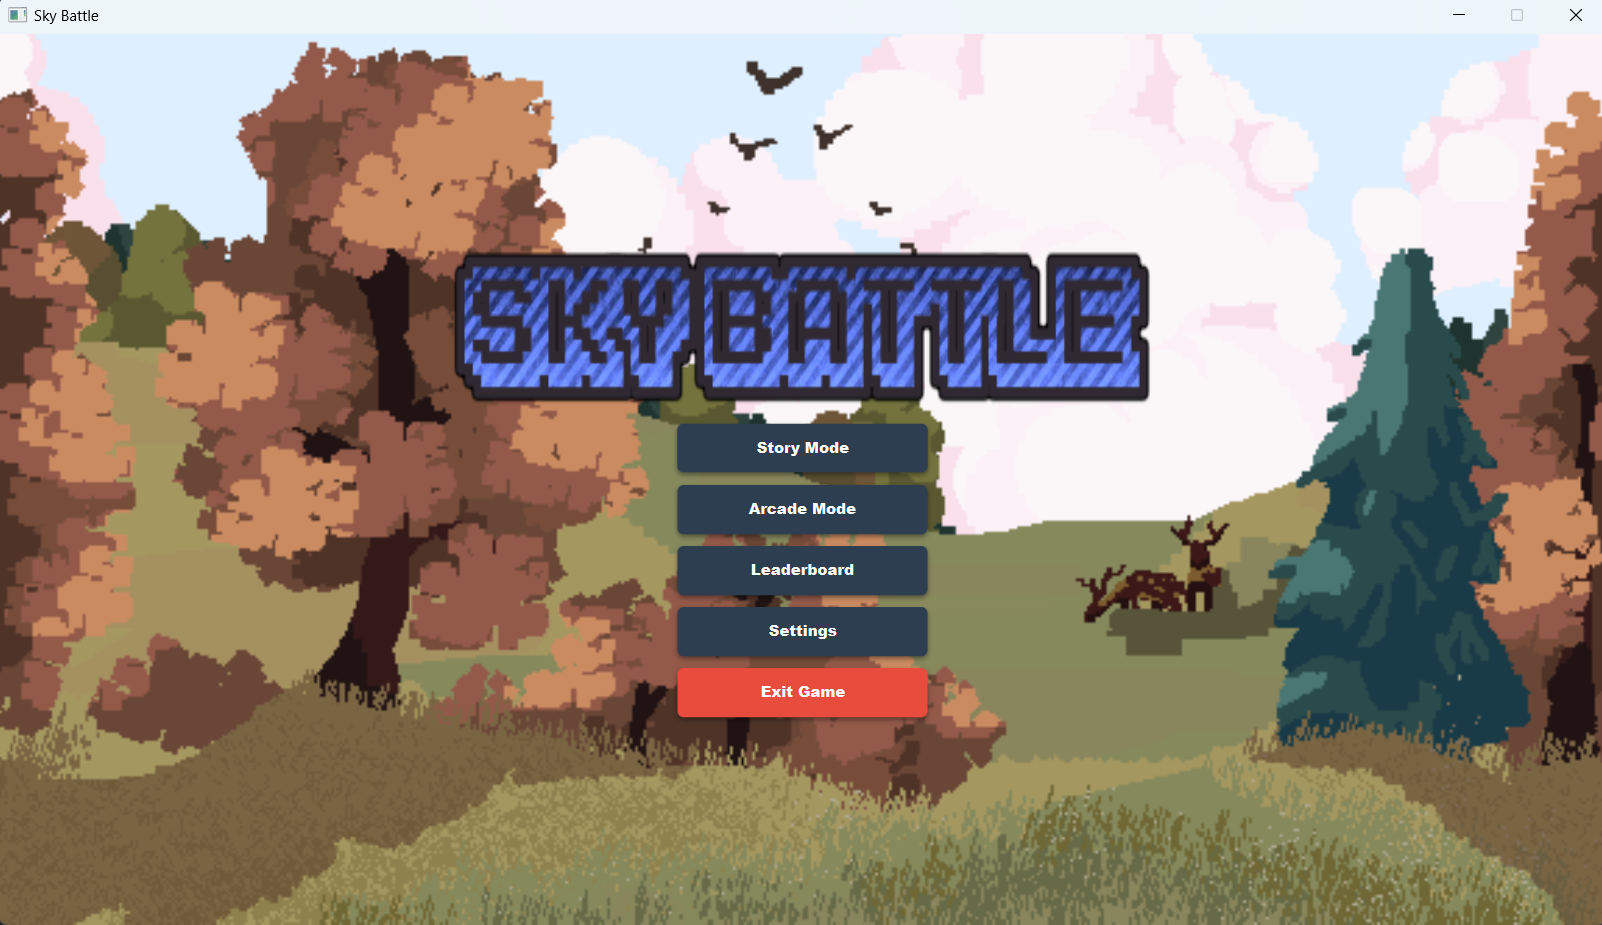 Sky Battle
SKY BATTLE
Story Mode
Arcade Mode
Leaderboard
Settings
Exit Game